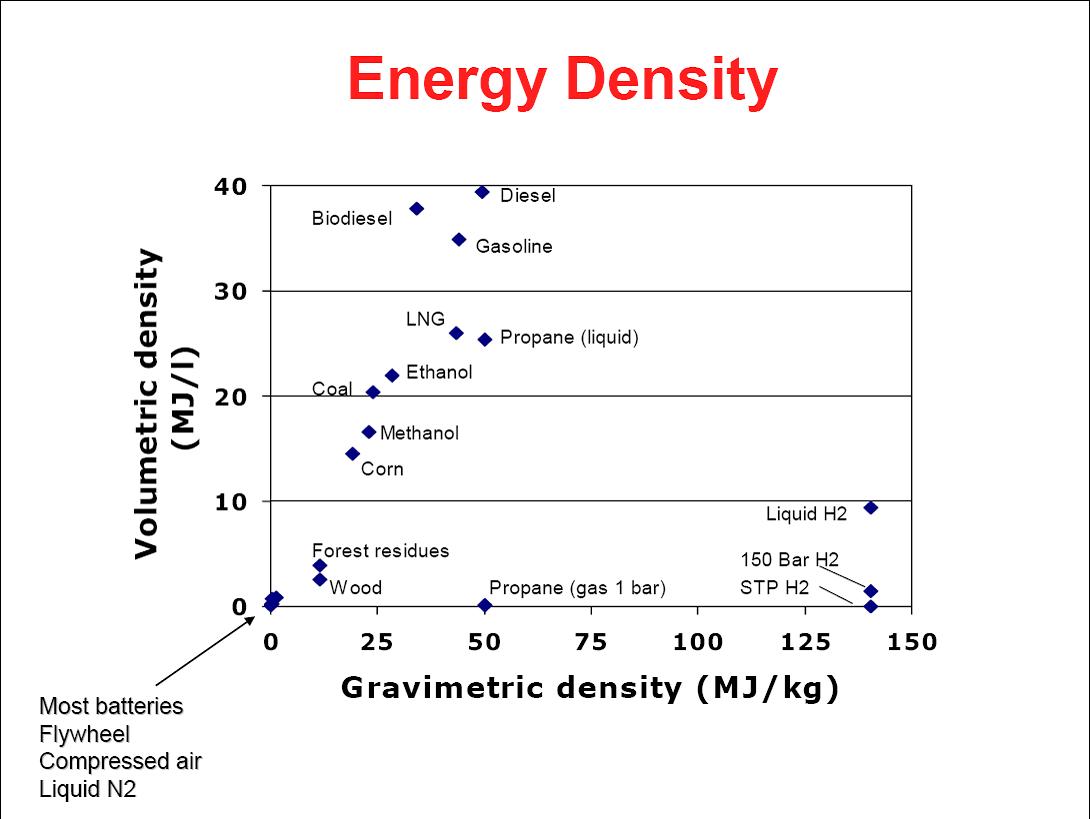 Energy Density
40
Diesel
Biodiesel
Gasoline
30
LNG
Propane (liquid)
Ethanol
Coal
20
Methanol
Corn
10
Liquid H2
Forest residues
150 Bar H2
Wood
Propane (gas 1 bar)
STP H2
0
0 25 50 75 100 125 150
Volumetric density
(MJ/l)
Gravimetric density (MJ/kg)
Most batteries
Flywheel
Compressed air
Liquid N2